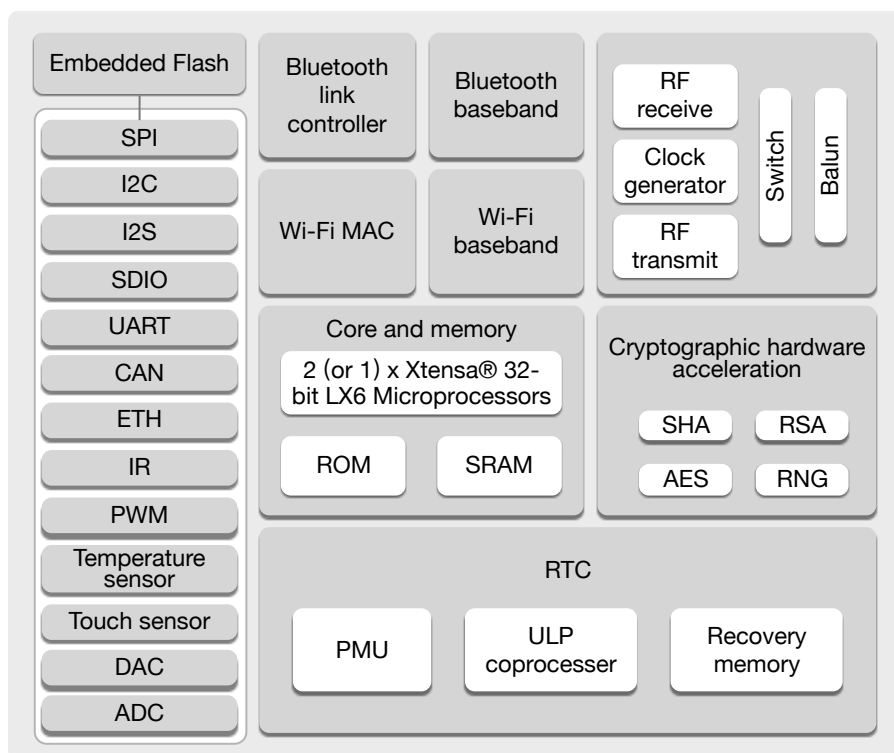 Embedded Flash
SPI
I2C
I2S
SDIO
UART
CAN
ETH
IR
PWM
Temperature
sensor
Touch sensor
DAC
ADC
Bluetooth
link
controller
Bluetooth
baseband
Wi-Fi MAC
Wi-Fi
baseband
RF
receive
Clock
generator
RF
transmit
Switch
Balun
Core and memory
2 (or 1) x Xtensa® 32-
bit LX6 Microprocessors
ROM
SRAM
Cryptographic hardware
acceleration
SHA
RSA
AES
RNG
RTC
PMU
ULP
coprocesser
Recovery
memory